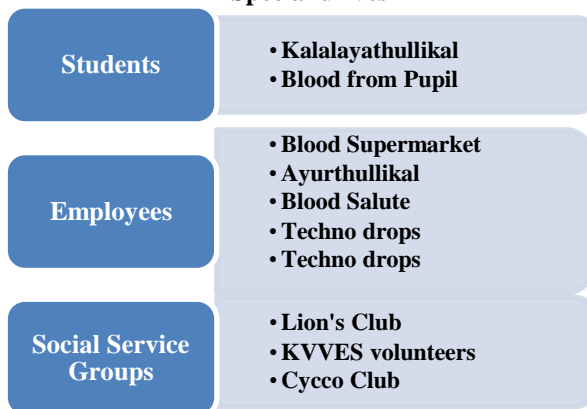 Students
• Kalalayathullikal
• Blood from Pupil
Employees
• Blood Supermarket
• Ayurthullikal
• Blood Salute
• Techno drops
• Techno drops
Social Service
Groups
• Lion's Club
• KVVES volunteers
• Cycco Club